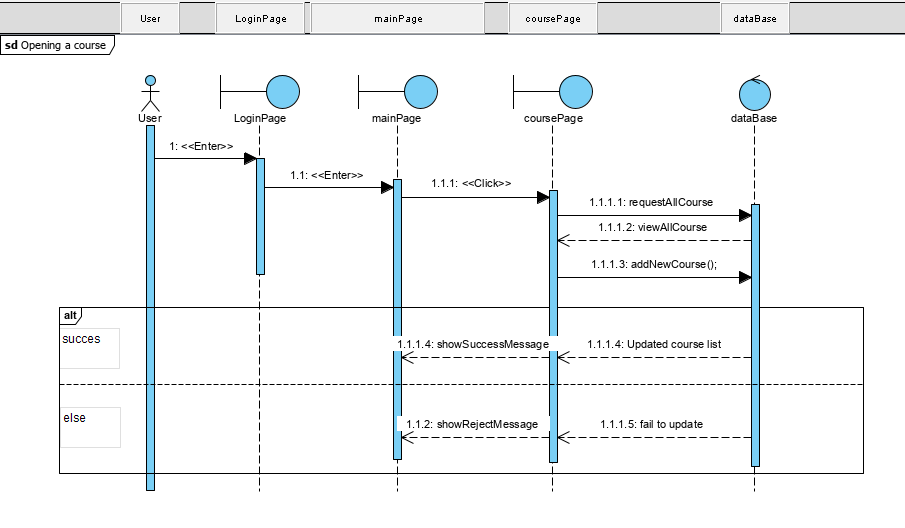 User LoginPage mainPage coursePage dataBase
sd Opening a course
User LoginPage mainPage coursePage dataBase
1: <<Enter>>
1.1: <<Enter>>
1.1.1: <<Click>>
1.1.1.1: requestAllCourse
1.1.1.2: viewAllCourse
1.1.1.3: addNewCourse();
alt
succes
1.1.1.4: showSuccessMessage
1.1.1.4: Updated course list
else
1.1.2: showRejectMessage
1.1.1.5: fail to update